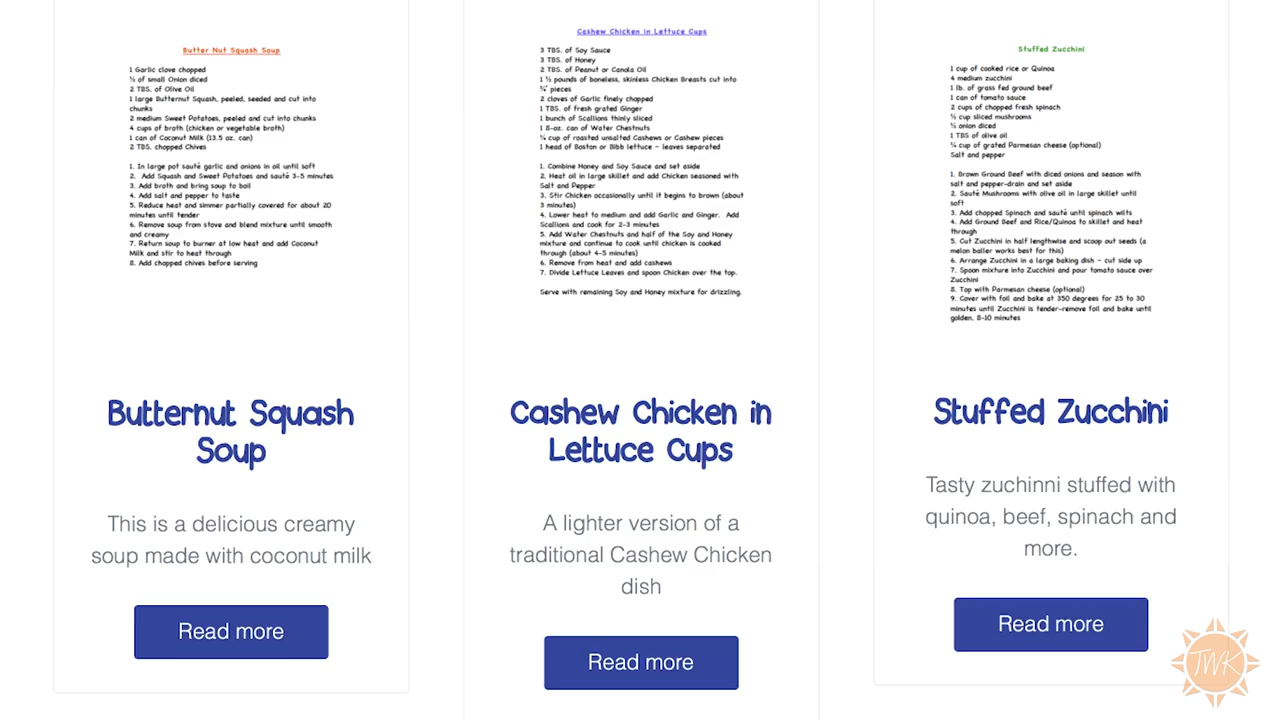 Butter Nut Squash Soup
1 Garlic clove chopped
½ of small Onion diced
2 TBS. of Olive Oil
1 large Butternut Squash, peeled, seeded and cut into
chunks
2 medium Sweet Potatoes, peeled and cut into chunks
4 cups of broth (chicken or vegetable broth)
1 can of Coconut Milk (13.5 oz. can)
2 TBS. chopped Chives
1. In large pot sauté garlic and onions in oil until soft
2. Add Squash and Sweet Potatoes and sauté 3-5 minutes
3. Add broth and bring soup to boil
4. Add salt and pepper to taste
5. Reduce heat and simmer partially covered for about 20
minutes until tender
6. Remove soup from stove and blend mixture until smooth
and creamy
7. Return soup to burner at low heat and add Coconut
Milk and stir to heat through
8. Add chopped chives before serving
Butternut Squash
Soup
This is a delicious creamy
soup made with coconut milk
Read more
Cashew Chicken in Lettuce Cups
3 TBS. of Soy Sauce
3 TBS. of Honey
2 TBS. of Peanut or Canola Oil
1 ½ pounds of boneless, skinless Chicken Breasts cut into
¾" pieces
2 cloves of Garlic finely chopped
1 TBS. of fresh grated Ginger
1 bunch of Scallions thinly sliced
1 8-oz. can of Water Chestnuts
cup of roasted unsalted Cashews or Cashew pieces
1 head of Boston or Bibb lettuce – leaves separated
1. Combine Honey and Soy Sauce and set aside
2. Heat oil in large skillet and add Chicken seasoned with
Salt and Pepper
3. Stir Chicken occasionally until it begins to brown (about
3 minutes)
4. Lower heat to medium and add Garlic and Ginger. Add
Scallions and cook for 2-3 minutes
5. Add Water Chestnuts and half of the Soy and Honey
mixture and continue to cook until chicken is cooked
through (about 4-5 minutes)
6. Remove from heat and add cashews
7. Divide Lettuce Leaves and spoon Chicken over the top.
Serve with remaining Soy and Honey mixture for drizzling.
Cashew Chicken in
Lettuce Cups
A lighter version of a
traditional Cashew Chicken
dish
Read more
Stuffed Zucchini
1 cup of cooked rice or Quinoa
4 medium zucchini
1 lb. of grass fed ground beef
1 can of tomato sauce
2 cups of chopped fresh spinach
½ cup sliced mushrooms
½ onion diced
1 TBS of olive oil
cup of grated Parmesan cheese (optional)
Salt and pepper
1. Brown Ground Beef with diced onions and season with
salt and pepper-drain and set aside
2. Sauté Mushrooms with olive oil in large skillet until
soft
3. Add chopped Spinach and sauté until spinach wilts
4. Add Ground Beef and Rice/Quinoa to skillet and heat
through
5. Cut Zucchini in half lengthwise and scoop out seeds (a
melon baller works best for this)
6. Arrange Zucchini in a large baking dish – cut side up
7. Spoon mixture into Zucchini and pour tomato sauce over
Zucchini
8. Top with Parmesan cheese (optional)
9. Cover with foil and bake at 350 degrees for 25 to 30
minutes until Zucchini is tender-remove foil and bake until
golden, 8-10 minutes
Stuffed Zucchini
Tasty zuchinni stuffed with
quinoa, beef, spinach and
more.
Read more
TWK